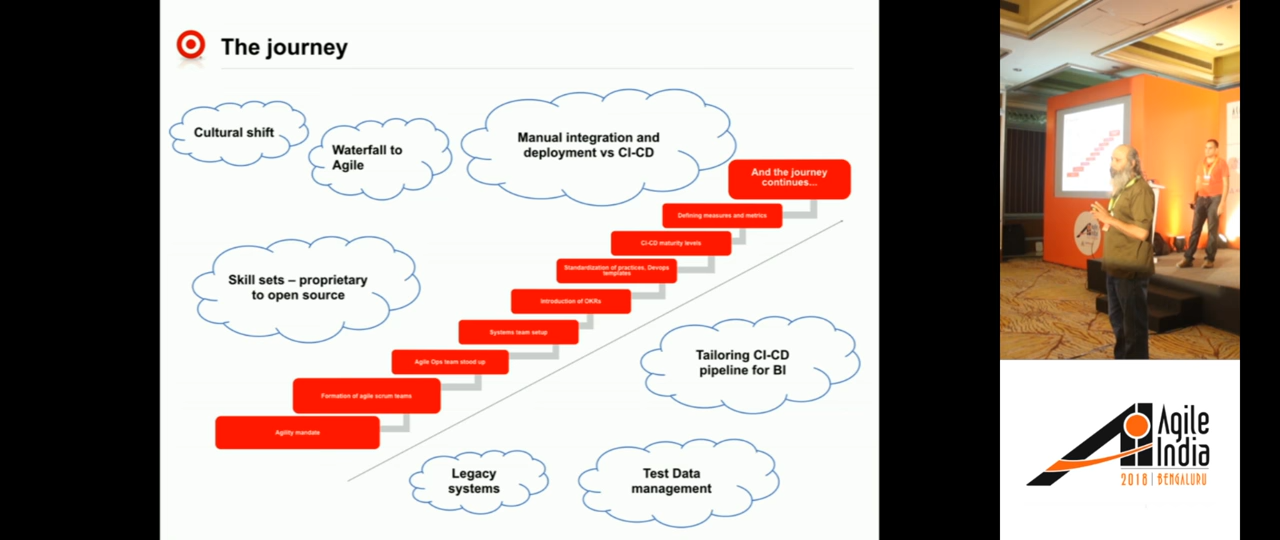 The journey
Cultural shift
Waterfall to
Agile
Manual integration and
deployment vs CI-CD
And the journey
continues...
Defining measures and metrics
CI-CD maturity levels
Standardization of practices, Devops
templates
Skill sets – proprietary
to open source
Introduction of OKRs
Systems team setup
Agile Ops team stood up
Tailoring CI-CD
pipeline for BI
Formation of agile scrum teams
Agility mandate
Legacy
systems
Test Data
management
Agile
India
2018 | BENGALURU